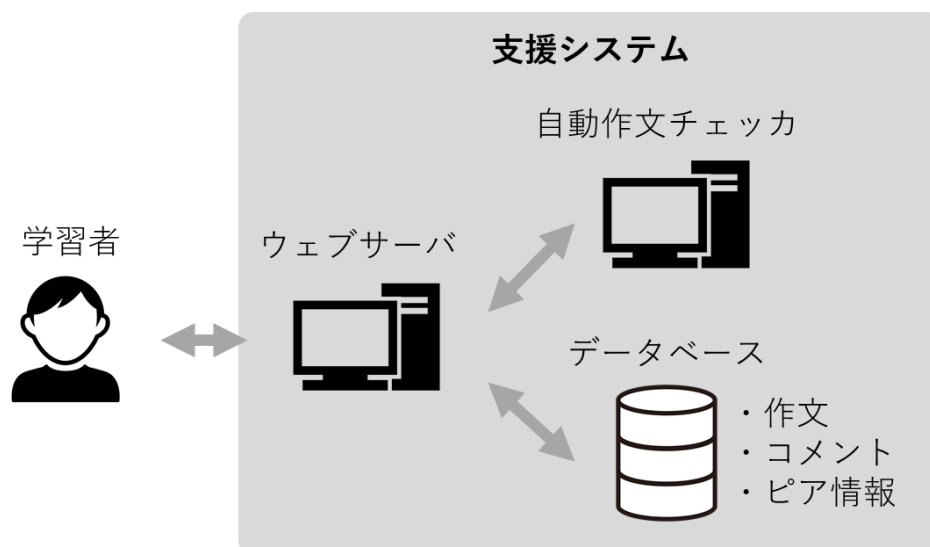 支援システム
自動作文チェッカ
学習者
ウェブサーバ
データベース
・作文
・コメント
・ピア情報